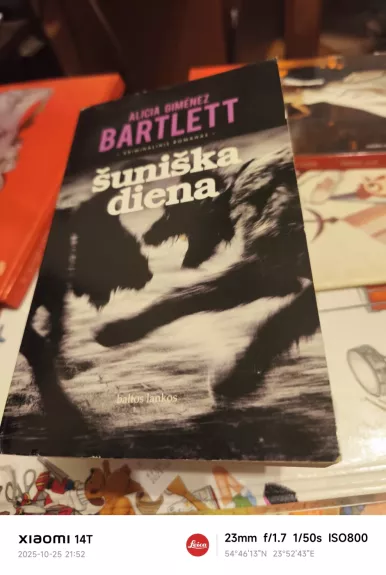 ALICIA GIMÉNEZ
BARTLETT
· KRIMINALINIS ROMANAS ·
šuniška
diena
baltos lankos
XIAOMI 14T
2025-10-25 21:52
Leica
23mm f/1.7 1/50s ISO800
54°46'13"N 23°52'43"E